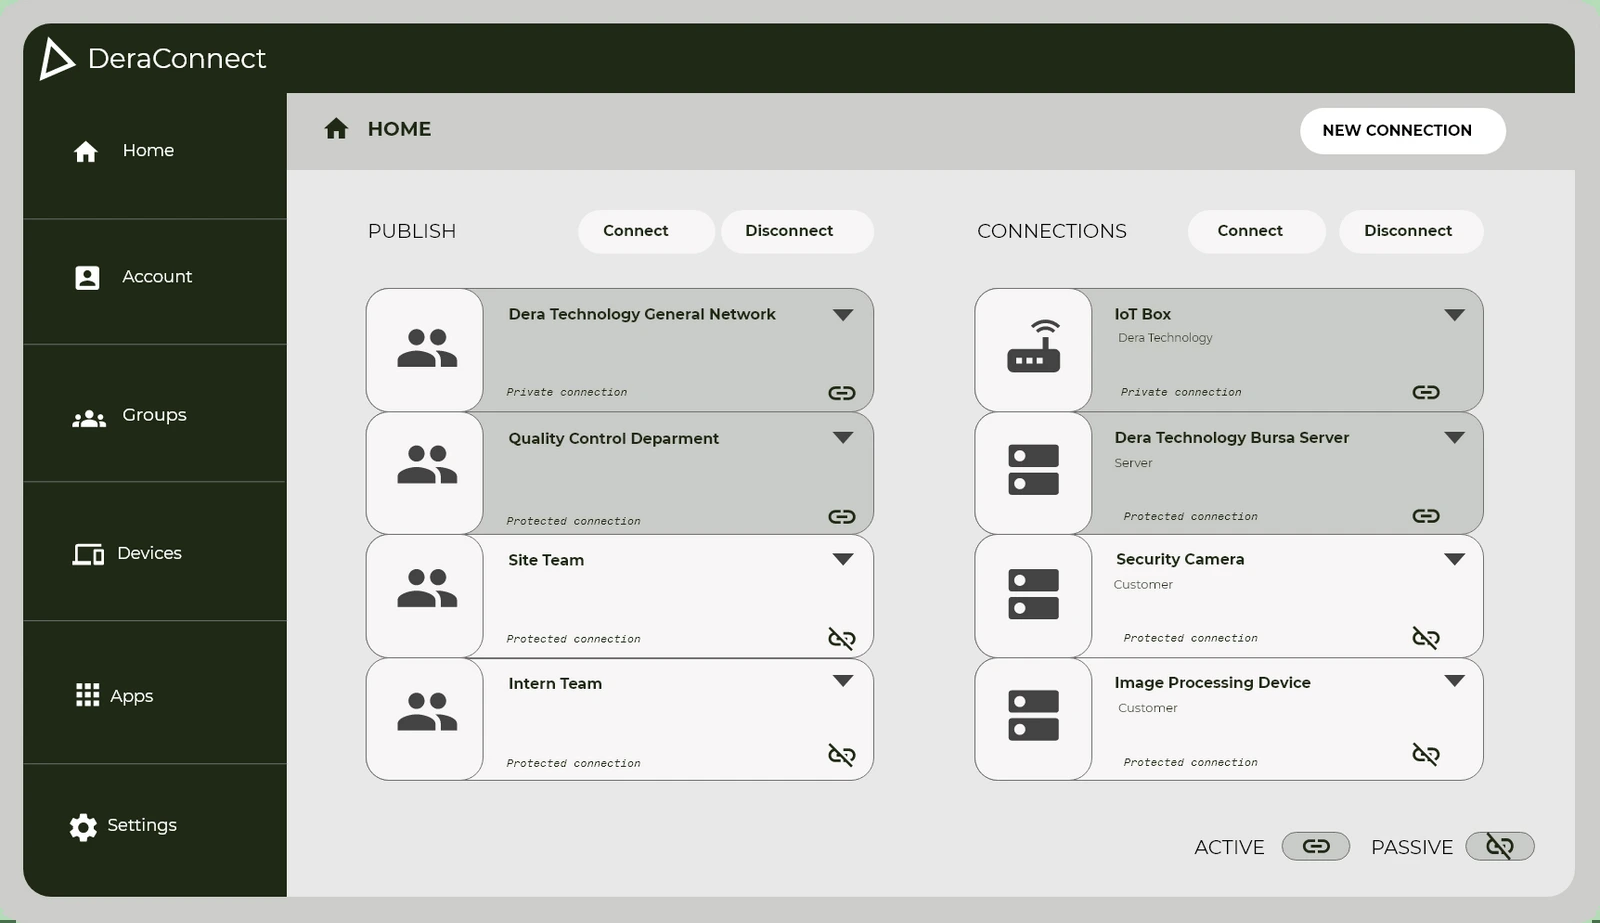 DeraConnect
Home
Account
Groups
Devices
Apps
Settings
HOME
NEW CONNECTION
PUBLISH
Connect
Disconnect
Dera Technology General Network
Private connection
Quality Control Deparment
Protected connection
Site Team
Protected connection
Intern Team
Protected connection
CONNECTIONS
Connect
Disconnect
IoT Box
Dera Technology
Private connection
Dera Technology Bursa Server
Server
Protected connection
Security Camera
Customer
Protected connection
Image Processing Device
Customer
Protected connection
ACTIVE
PASSIVE